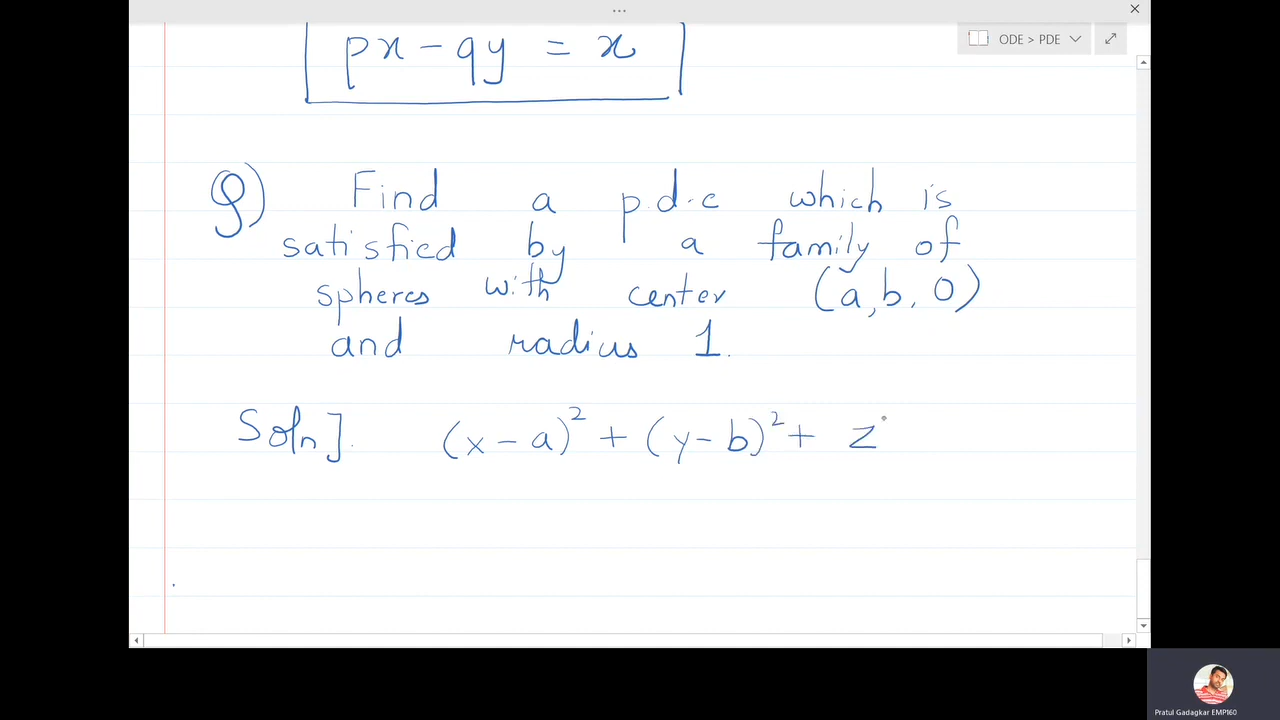 ODE > PDE
px - qy = x
Q) Find a p.d.e which is
satisfied by a family of
spheres with center (a, b, 0)
and radius 1.
Soln]. (x - a)² + (y - b)² + z
Pratul Gadagkar EMP160